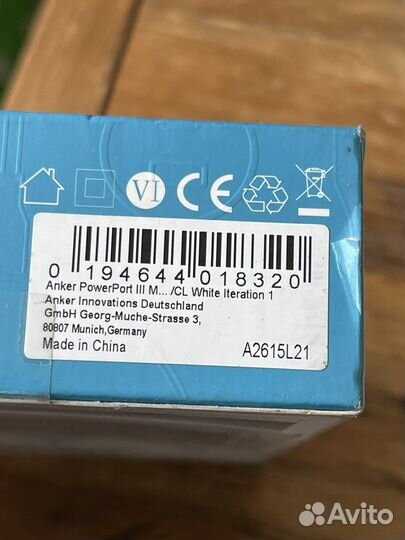 VI CE
0 194644 018320
Anker PowerPort III M... /CL White Iteration 1
Anker Innovations Deutschland
GmbH Georg-Muche-Strasse 3,
80807 Munich,Germany
Made in China A2615L21
Avito